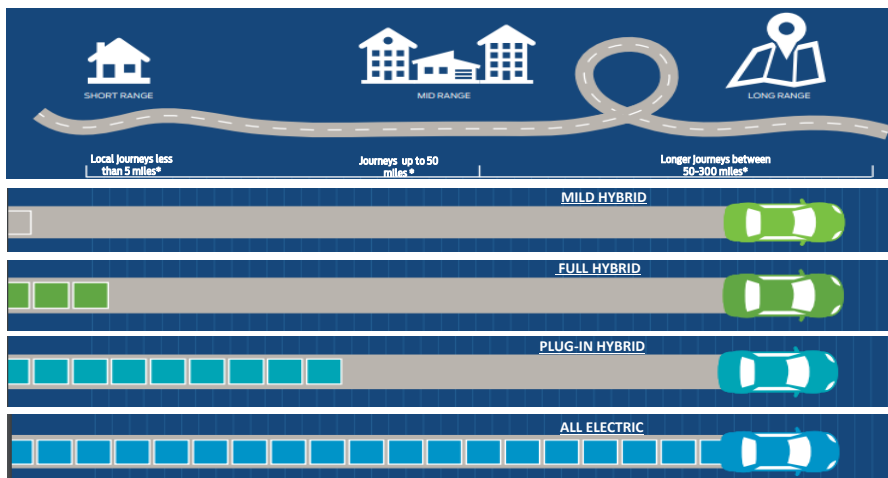 SHORT RANGE
MID RANGE
LONG RANGE
Local journeys less
than 5 miles*
Journeys up to 50
miles *
Longer journeys between
50-300 miles*
MILD HYBRID
FULL HYBRID
PLUG-IN HYBRID
ALL ELECTRIC